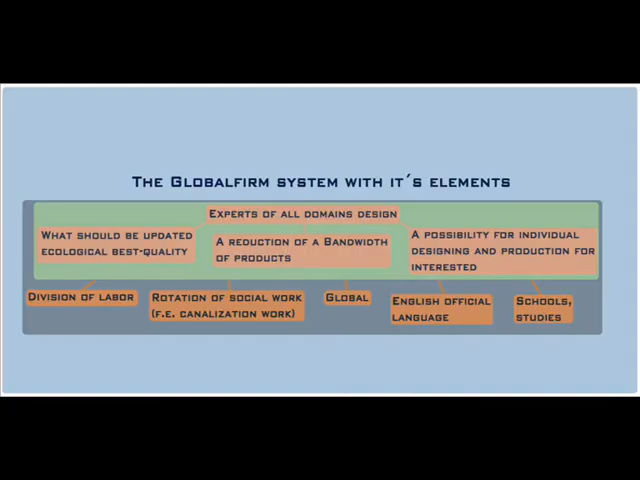 The Globalfirm system with it´s elements
Experts of all domains design
What should be updated
ecological best-quality
A reduction of a Bandwidth
of products
A possibility for individual
designing and production for
interested
Division of labor
Rotation of social work
(f.e. canalization work)
Global
English official
language
Schools,
studies